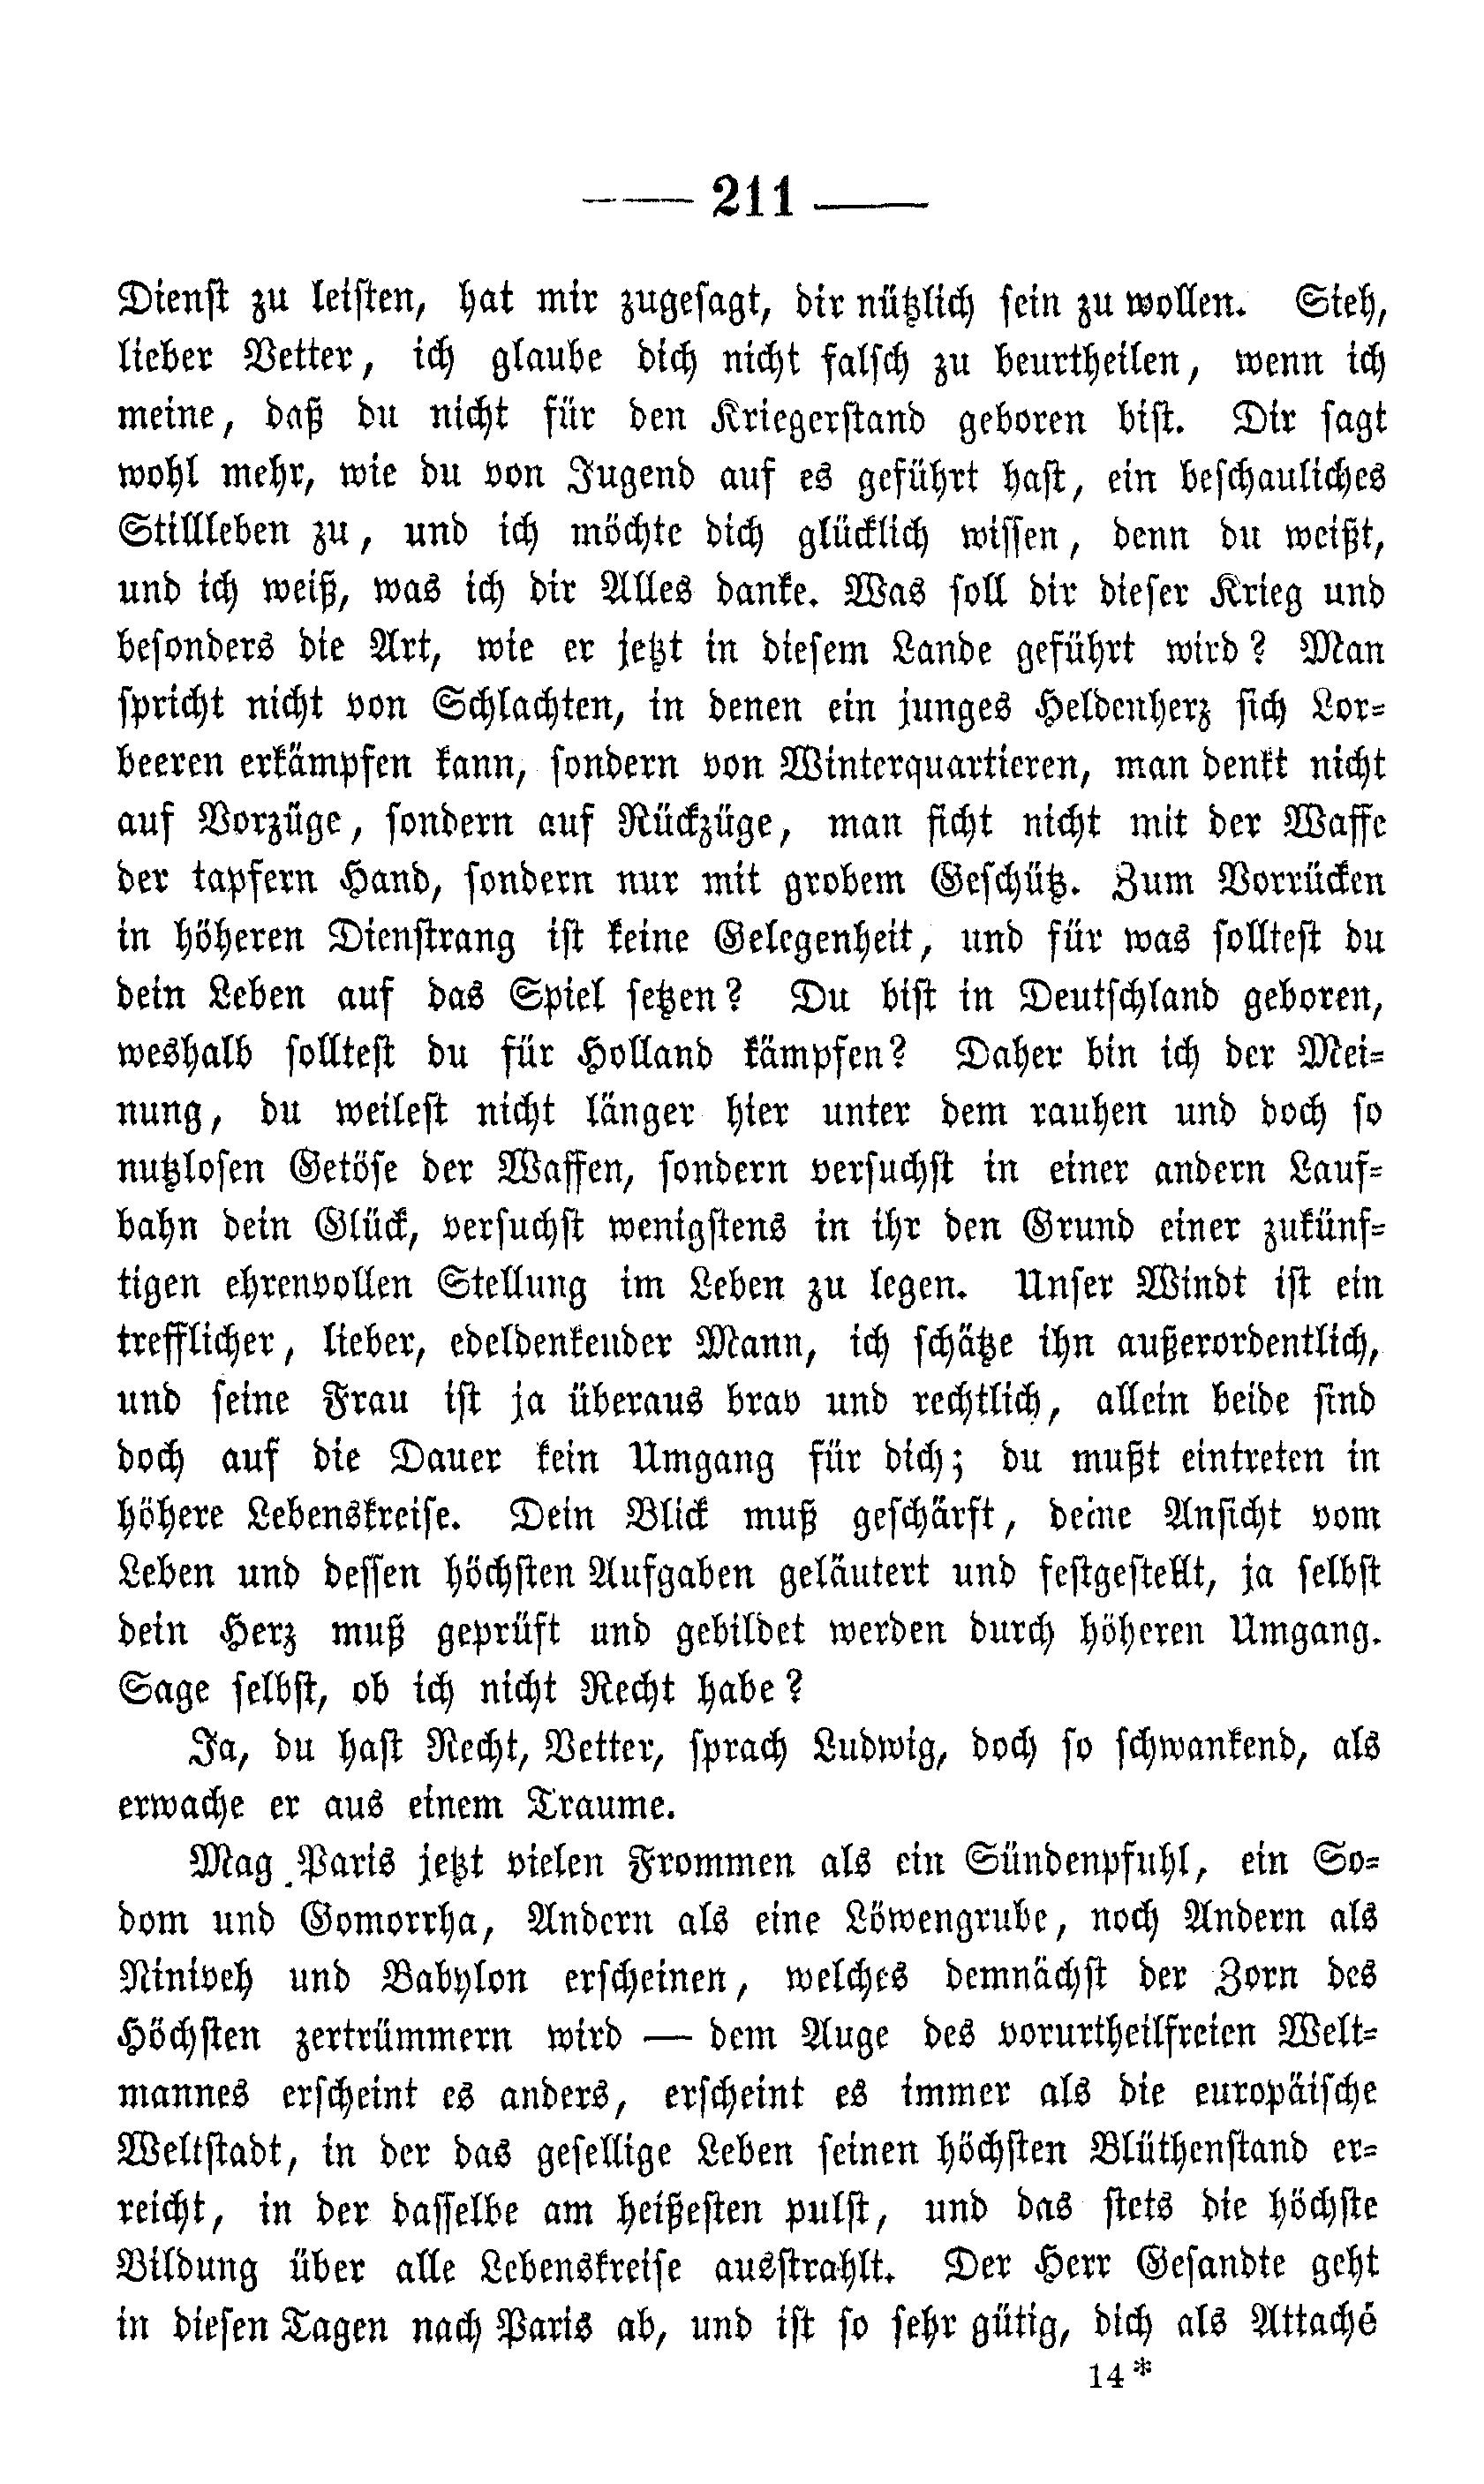 — 211 —
Dienst zu leisten, hat mir zugesagt, dir nützlich sein zu wollen. Sieh,
lieber Vetter, ich glaube dich nicht falsch zu beurtheilen, wenn ich
meine, daß du nicht für den Kriegerstand geboren bist. Dir sagt
wohl mehr, wie du von Jugend auf es geführt hast, ein beschauliches
Stillleben zu, und ich möchte dich glücklich wissen, denn du weißt,
und ich weiß, was ich dir Alles danke. Was soll dir dieser Krieg und
besonders die Art, wie er jetzt in diesem Lande geführt wird? Man
spricht nicht von Schlachten, in denen ein junges Heldenherz sich Lor-
beeren erkämpfen kann, sondern von Winterquartieren, man denkt nicht
auf Vorzüge, sondern auf Rückzüge, man ficht nicht mit der Waffe
der tapfern Hand, sondern nur mit grobem Geschütz. Zum Vorrücken
in höheren Dienstrang ist keine Gelegenheit, und für was solltest du
dein Leben auf das Spiel setzen? Du bist in Deutschland geboren,
weshalb solltest du für Holland kämpfen? Daher bin ich der Mei-
nung, du weilest nicht länger hier unter dem rauhen und doch so
nutzlosen Getöse der Waffen, sondern versuchst in einer andern Lauf-
bahn dein Glück, versuchst wenigstens in ihr den Grund einer zukünf-
tigen ehrenvollen Stellung im Leben zu legen. Unser Windt ist ein
trefflicher, lieber, edeldenkender Mann, ich schätze ihn außerordentlich,
und seine Frau ist ja überaus brav und rechtlich, allein beide sind
doch auf die Dauer kein Umgang für dich; du mußt eintreten in
höhere Lebenskreise. Dein Blick muß geschärft, deine Ansicht vom
Leben und dessen höchsten Aufgaben geläutert und festgestellt, ja selbst
dein Herz muß geprüft und gebildet werden durch höheren Umgang.
Sage selbst, ob ich nicht Recht habe?
Ja, du hast Recht, Vetter, sprach Ludwig, doch so schwankend, als
erwache er aus einem Traume.
Mag Paris jetzt vielen Frommen als ein Sündenpfuhl, ein So-
dom und Gomorrha, Andern als eine Löwengrube, noch Andern als
Niniveh und Babylon erscheinen, welches demnächst der Zorn des
Höchsten zertrümmern wird — dem Auge des vorurtheilfreien Welt-
mannes erscheint es anders, erscheint es immer als die europäische
Weltstadt, in der das gesellige Leben seinen höchsten Blüthenstand er-
reicht, in der dasselbe am heißesten pulst, und das stets die höchste
Bildung über alle Lebenskreise ausstrahlt. Der Herr Gesandte geht
in diesen Tagen nach Paris ab, und ist so sehr gütig, dich als Attaché
14*